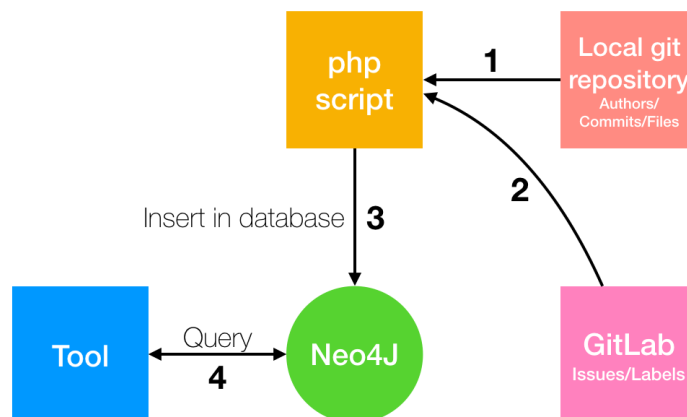 php
script
1
Local git
repository
Authors/
Commits/Files
2
Insert in database
3
Tool
Query
4
Neo4J
GitLab
Issues/Labels